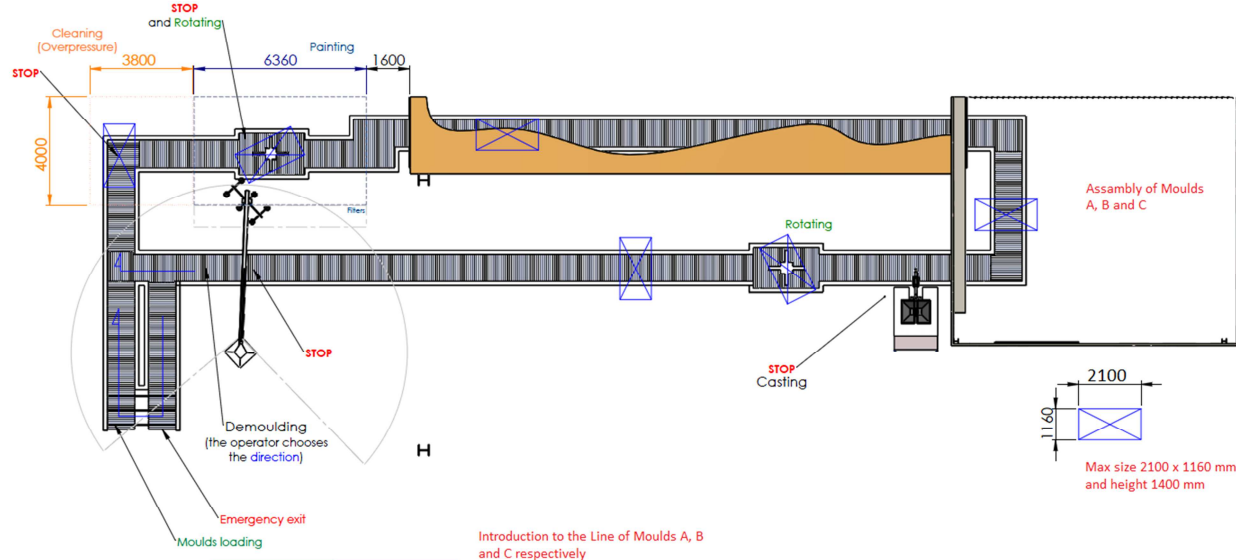 STOP
and Rotating
Cleaning
(Overpressure)
3800
6360
Painting
1600
STOP
4000
Filters
Assambly of Moulds
A, B and C
Rotating
STOP
STOP
Casting
2100
1160
Demoulding
(the operator chooses
the direction)
Max size 2100 x 1160 mm
and height 1400 mm
Emergency exit
Moulds loading
Introduction to the Line of Moulds A, B
and C respectively